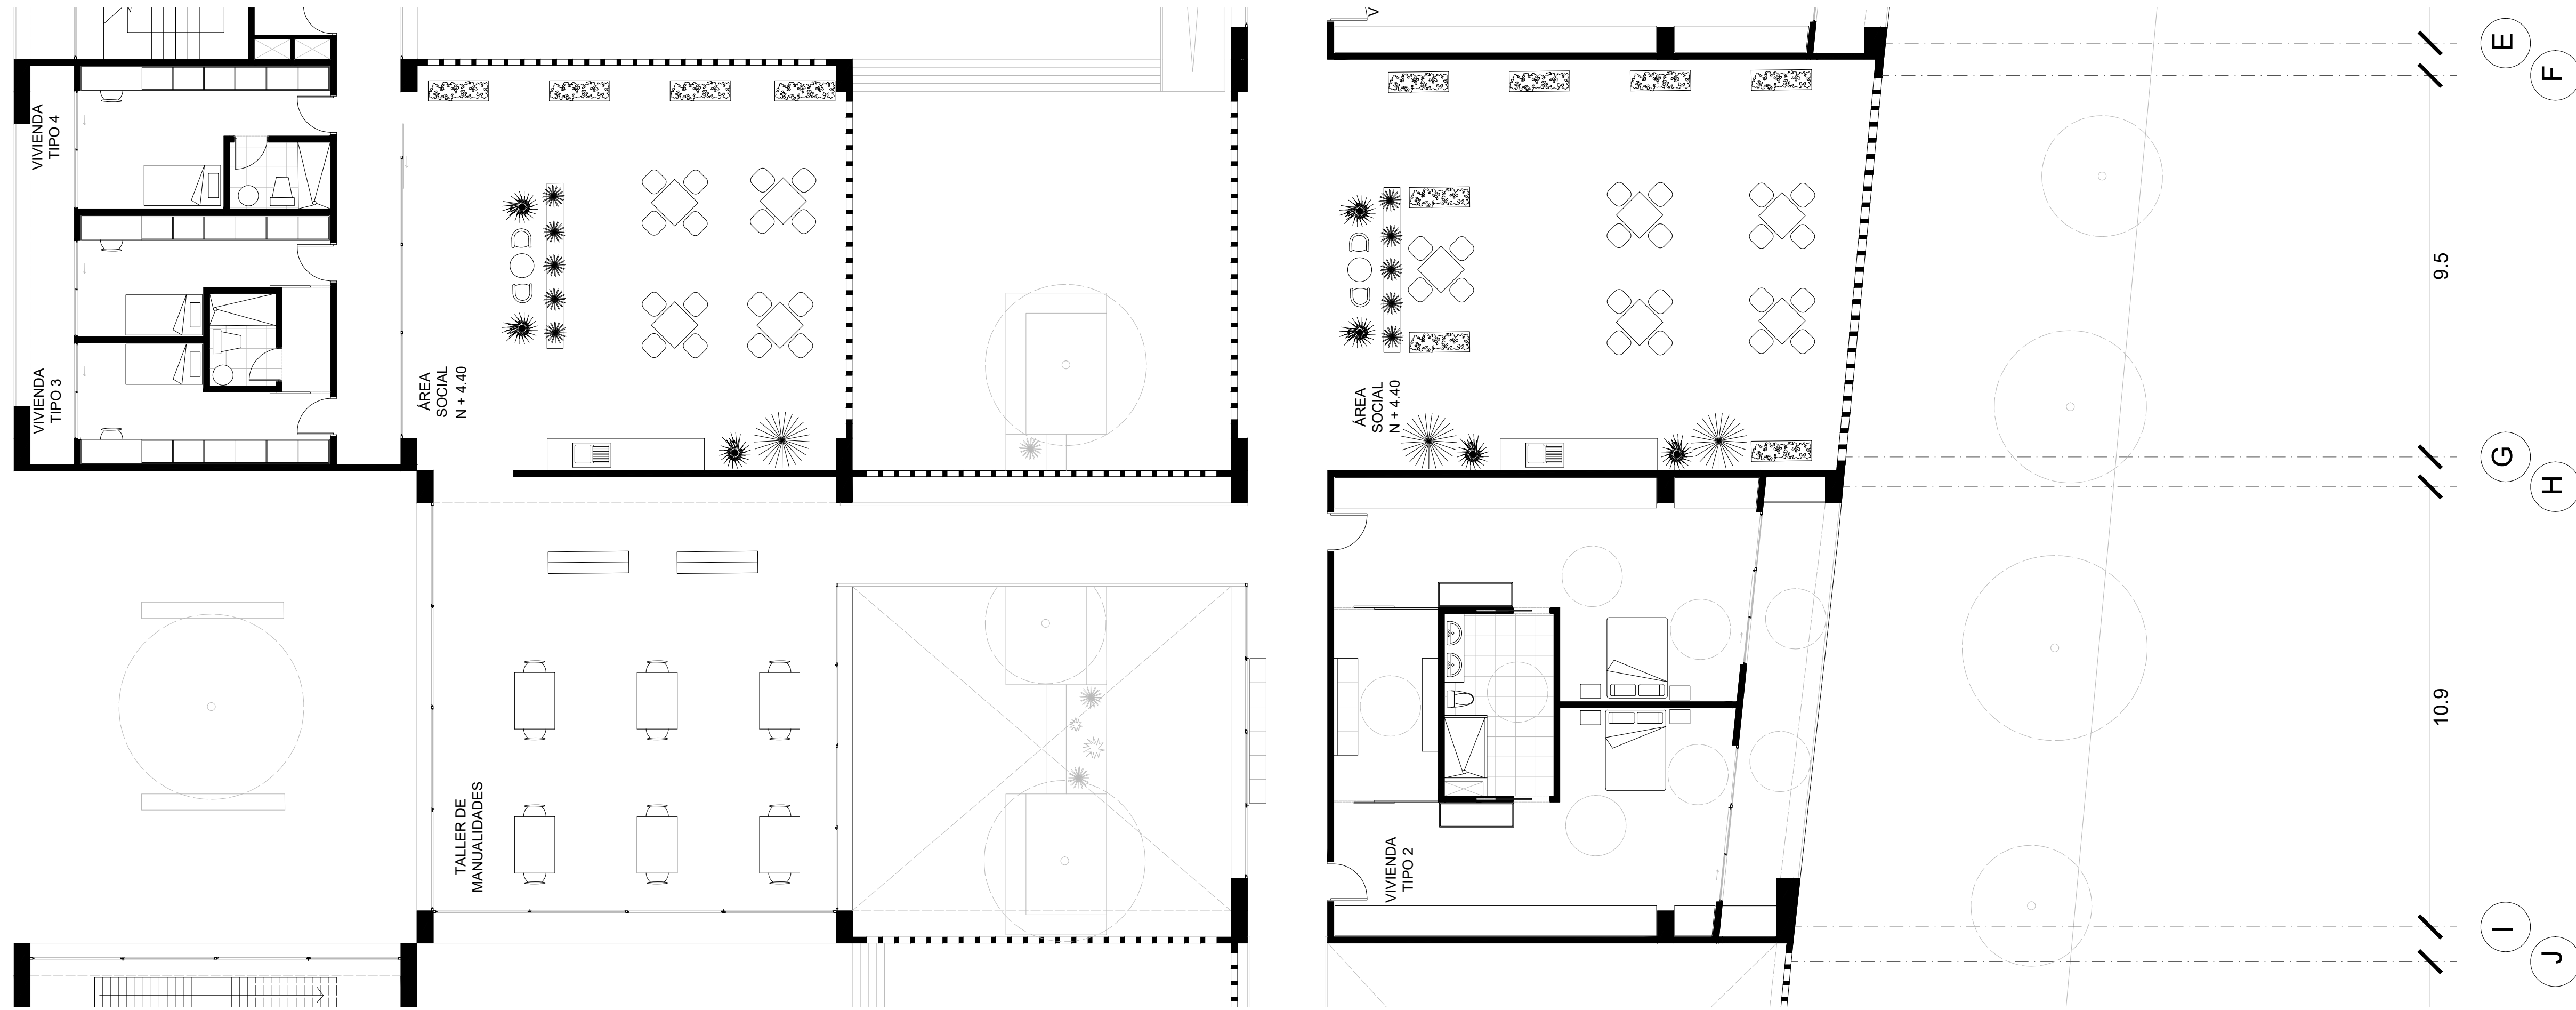 VIVIENDA
TIPO 4
VIVIENDA
TIPO 3
ÁREA
SOCIAL
N + 4.40
TALLER DE
MANUALIDADES
ÁREA
SOCIAL
N + 4.40
VIVIENDA
TIPO 2
E
F
9.5
G
H
10.9
I
J